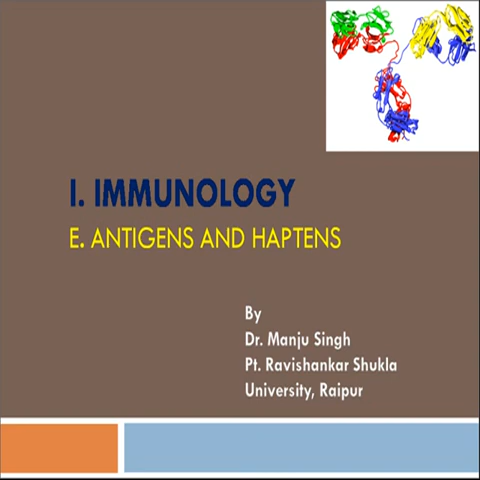 I. IMMUNOLOGY
E. ANTIGENS AND HAPTENS
By
Dr. Manju Singh
Pt. Ravishankar Shukla
University, Raipur